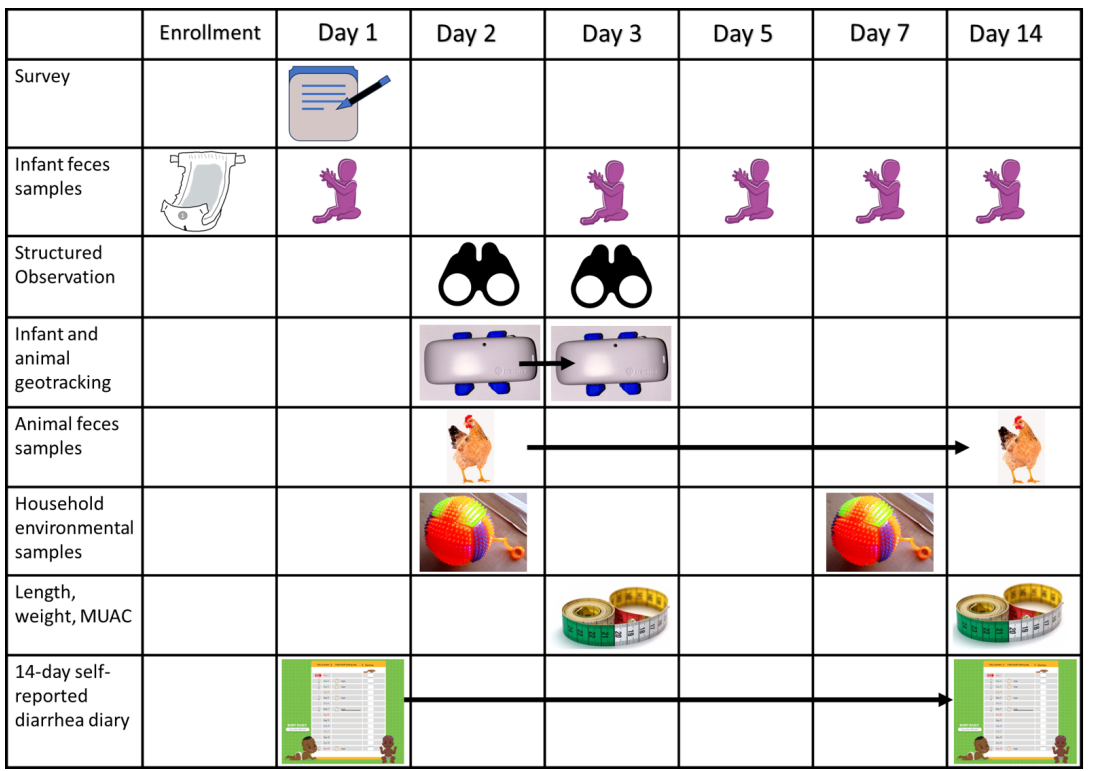 Enrollment Day 1 Day 2 Day 3 Day 5 Day 7 Day 14
Survey
Infant feces
samples
Structured
Observation
Infant and
animal
geotracking
Animal feces
samples
Household
environmental
samples
Length,
weight, MUAC
14-day self-
reported
diarrhea diary